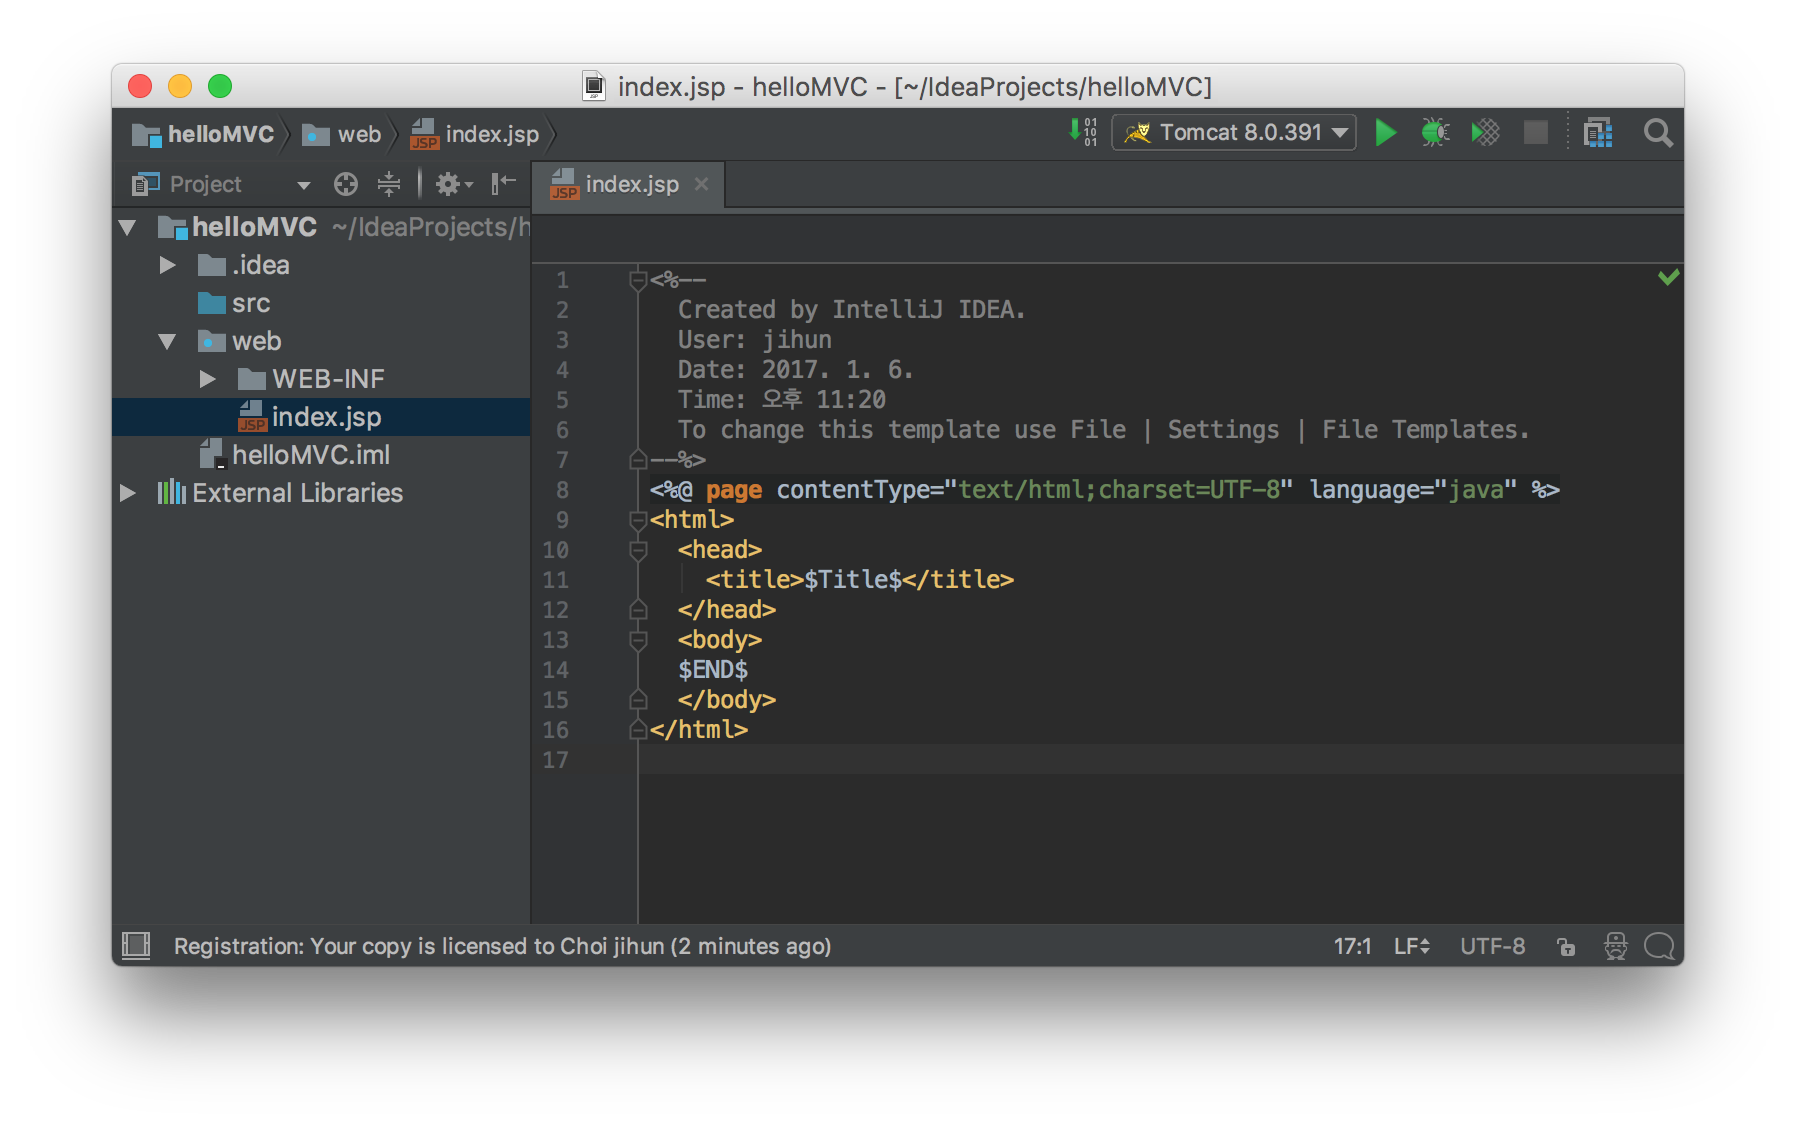 index.jsp - helloMVC - [~/IdeaProjects/helloMVC]
helloMVC web index.jsp Tomcat 8.0.391
Project
index.jsp
helloMVC ~/IdeaProjects/h
.idea
src
web
WEB-INF
index.jsp
helloMVC.iml
External Libraries
1 <%--
2 Created by IntelliJ IDEA.
3 User: jihun
4 Date: 2017. 1. 6.
5 Time: 오후 11:20
6 To change this template use File | Settings | File Templates.
7 --%>
8 <%@ page contentType="text/html;charset=UTF-8" language="java" %>
9 <html>
10 <head>
11 <title>$Title$</title>
12 </head>
13 <body>
14 $END$
15 </body>
16 </html>
17
Registration: Your copy is licensed to Choi jihun (2 minutes ago) 17:1 LF UTF-8